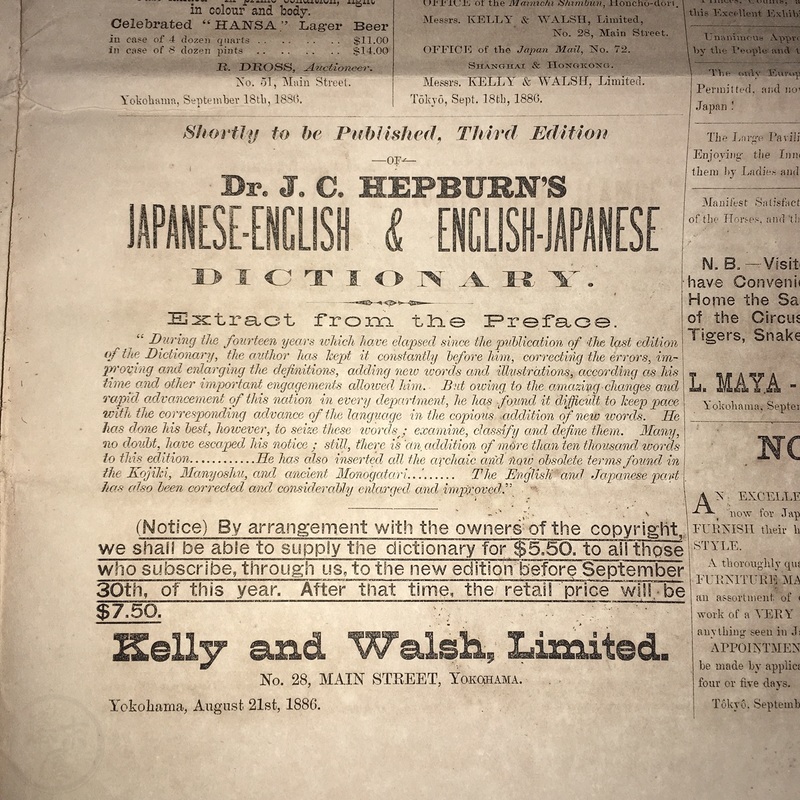 in colour and body.
Celebrated "HANSA" Lager Beer
in case of 4 dozen quarts .. .. .. .. $11.00
in case of 8 dozen pints .. .. .. .. $14.00
R. DROSS, Auctioneer.
No. 51, Main Street.
Yokohama, September 18th, 1886.
OFFICE of the Mainichi Shimbun, Honcho-dori.
Messrs. KELLY & WALSH, Limited,
No. 28, Main Street.
OFFICE of the Japan Mail, No. 72.
SHANGHAI & HONGKONG.
Messrs. KELLY & WALSH, Limited.
Tōkyō, Sept. 18th, 1886.
Shortly to be Published, Third Edition
—OF—
Dr. J. C. HEPBURN'S
JAPANESE-ENGLISH & ENGLISH-JAPANESE
DICTIONARY.
Extract from the Preface.
"During the fourteen years which have elapsed since the publication of the last edition
of the Dictionary, the author has kept it constantly before him, correcting the errors, im-
proving and enlarging the definitions, adding new words and illustrations, according as his
time and other important engagements allowed him. But owing to the amazing changes and
rapid advancement of this nation in every department, he has found it difficult to keep pace
with the corresponding advance of the language in the copious addition of new words. He
has done his best, however, to seize these words; examine, classify and define them. Many,
no doubt, have escaped his notice; still, there is an addition of more than ten thousand words
to this edition............He has also inserted all the archaic and now obsolete terms found in
the Kojiki, Manyoshu, and ancient Monogatari......... The English and Japanese part
has also been corrected and considerably enlarged and improved."
(Notice) By arrangement with the owners of the copyright,
we shall be able to supply the dictionary for $5.50. to all those
who subscribe, through us, to the new edition before September
30th, of this year. After that time, the retail price will be
$7.50.
Kelly and Walsh, Limited.
No. 28, MAIN STREET, YOKOHAMA.
Yokohama, August 21st, 1886.
this Excellent Exhib
Unanimous Appro
by the People and t
The only Europ
Permitted, and no
Japan!
The Large Pavili
Enjoying the Inn
them by Ladies and
Manifest Satisfact
of the Horses, and th
N. B.—Visit
have Conveni
Home the Sa
of the Circus
Tigers, Snake
L. MAYA -
Yokohama, Septe
NO
AN EXCELLE
now for Jap
FURNISH their h
STYLE.
A thoroughly qua
FURNITURE MA
an assortment of
work of a VERY
anything seen in J
APPOINTMEN
be made by applica
four or five days.
Tōkyō, Septemb